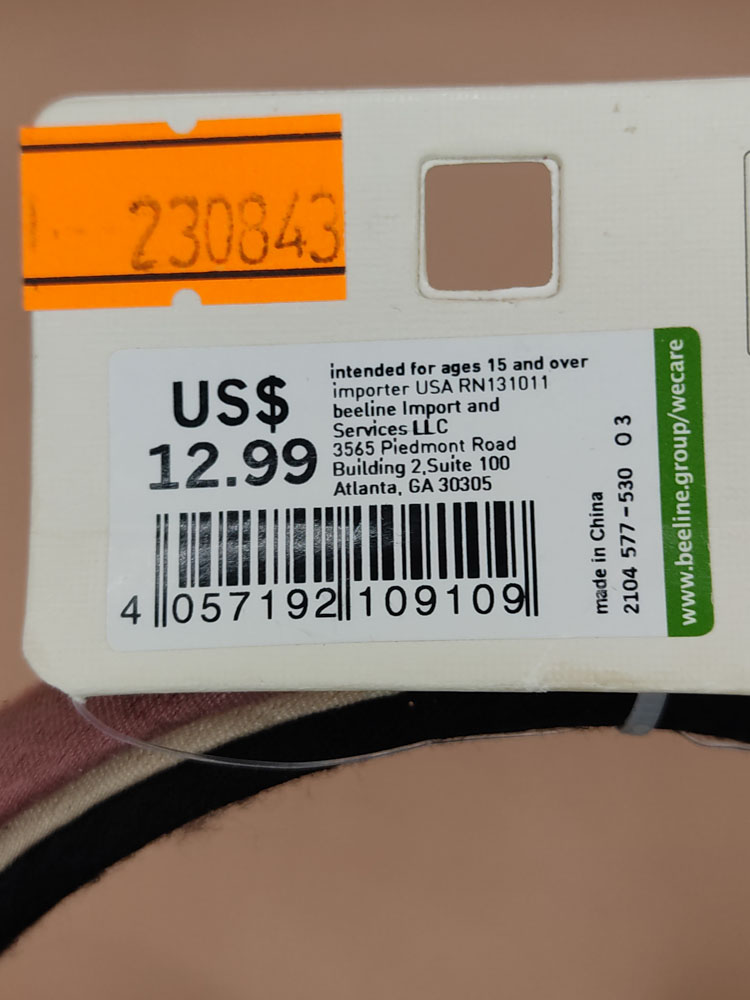 230843
US$
12.99
intended for ages 15 and over
importer USA RN131011
beeline Import and
Services LLC
3565 Piedmont Road
Building 2,Suite 100
Atlanta, GA 30305
4 057192 109109
made in China
2104 577-530 03
www.beeline.group/wecare